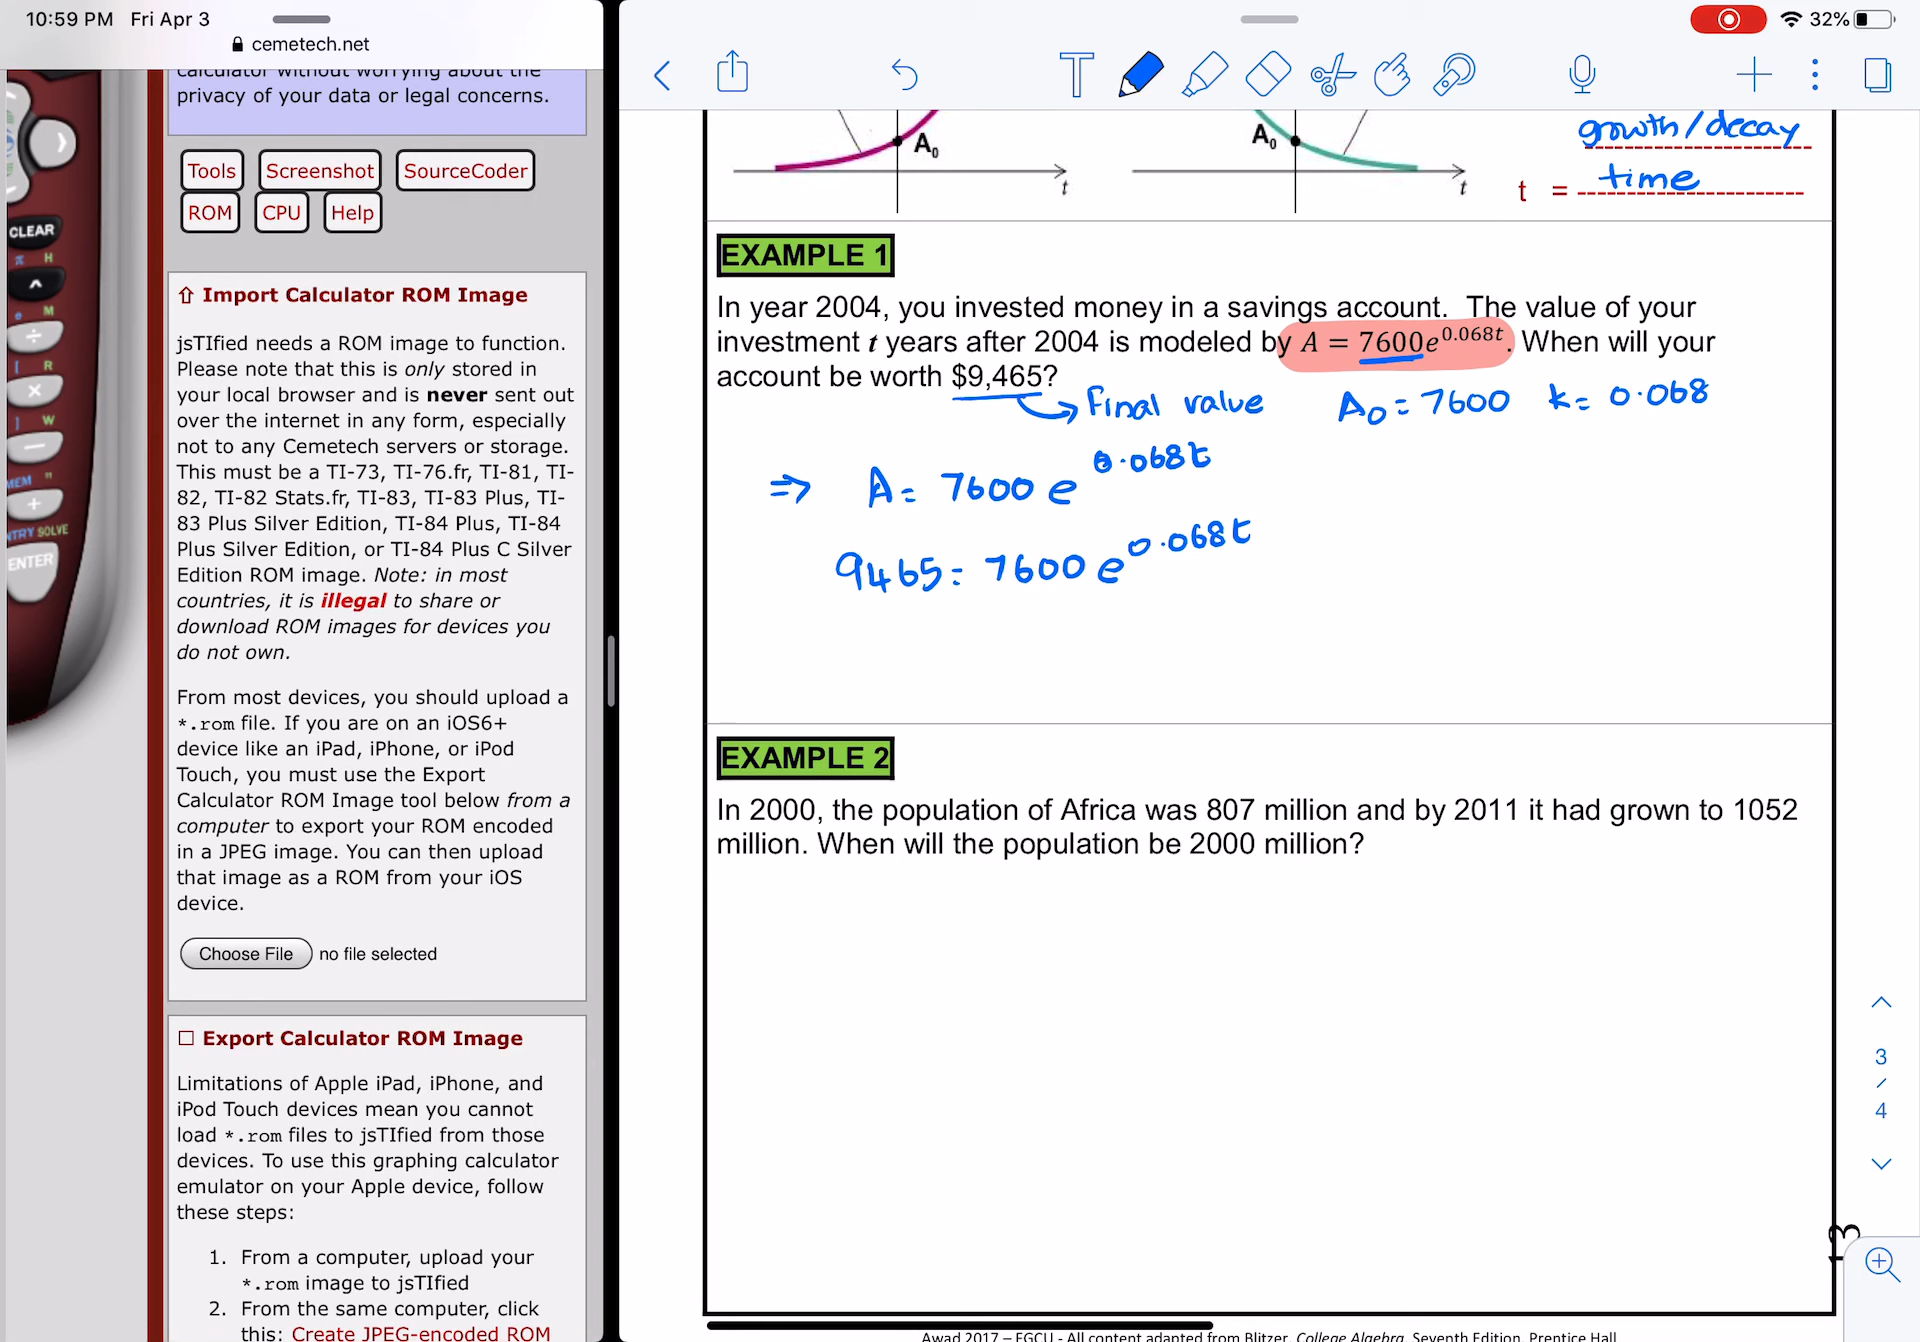 10:59 PM Fri Apr 3
32%
cemetech.net
calculator without worrying about the
privacy of your data or legal concerns.
Tools Screenshot SourceCoder
ROM CPU Help
⇧ Import Calculator ROM Image
jsTIfied needs a ROM image to function.
Please note that this is only stored in
your local browser and is never sent out
over the internet in any form, especially
not to any Cemetech servers or storage.
This must be a TI-73, TI-76.fr, TI-81, TI-
82, TI-82 Stats.fr, TI-83, TI-83 Plus, TI-
83 Plus Silver Edition, TI-84 Plus, TI-84
Plus Silver Edition, or TI-84 Plus C Silver
Edition ROM image. Note: in most
countries, it is illegal to share or
download ROM images for devices you
do not own.
From most devices, you should upload a
*.rom file. If you are on an iOS6+
device like an iPad, iPhone, or iPod
Touch, you must use the Export
Calculator ROM Image tool below from a
computer to export your ROM encoded
in a JPEG image. You can then upload
that image as a ROM from your iOS
device.
Choose File no file selected
Export Calculator ROM Image
Limitations of Apple iPad, iPhone, and
iPod Touch devices mean you cannot
load *.rom files to jsTIfied from those
devices. To use this graphing calculator
emulator on your Apple device, follow
these steps:
1. From a computer, upload your
*.rom image to jsTIfied
2. From the same computer, click
this: Create JPEG-encoded ROM
CLEAR
π H
^
e M
÷
[ R
×
] W
−
MEM "
+
NTRY SOLVE
ENTER
A₀ t
A₀ t
growth/decay
t = time
EXAMPLE 1
In year 2004, you invested money in a savings account. The value of your
investment t years after 2004 is modeled by A = 7600e^0.068t. When will your
account be worth $9,465?
Final value A₀ = 7600 k = 0.068
⇒ A = 7600 e^0.068t
9465 = 7600 e^0.068t
EXAMPLE 2
In 2000, the population of Africa was 807 million and by 2011 it had grown to 1052
million. When will the population be 2000 million?
3
/
4
Awad 2017 – FGCU - All content adapted from Blitzer, College Algebra, Seventh Edition, Prentice Hall